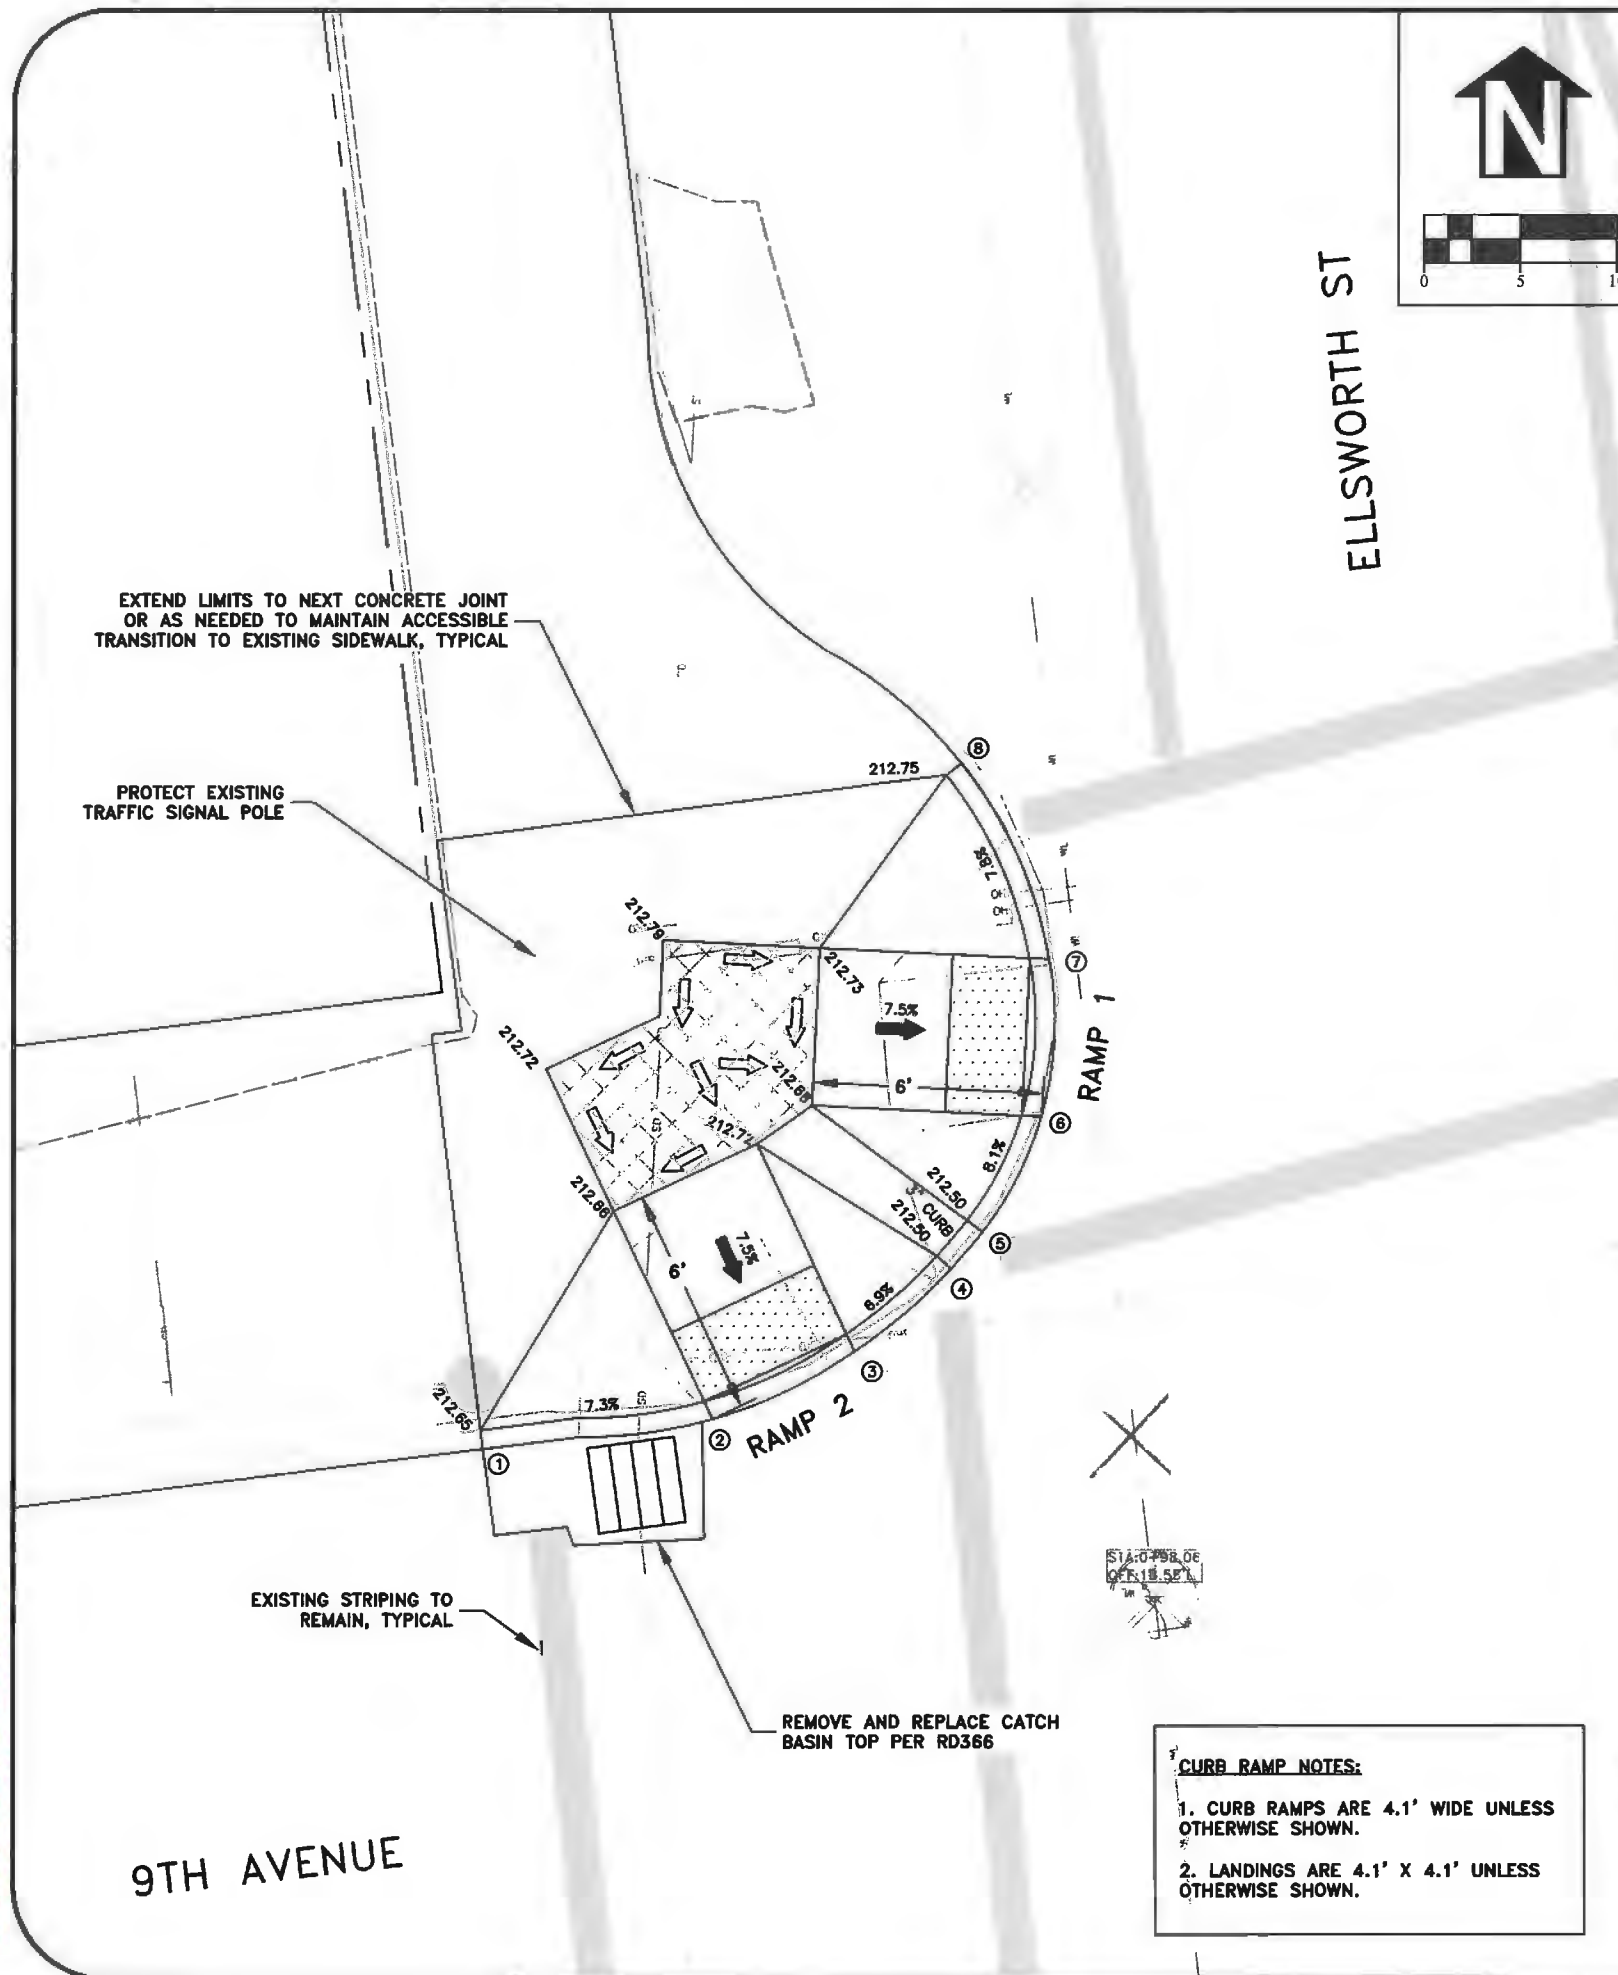 N
0 5
ELLSWORTH ST
EXTEND LIMITS TO NEXT CONCRETE JOINT
OR AS NEEDED TO MAINTAIN ACCESSIBLE
TRANSITION TO EXISTING SIDEWALK, TYPICAL
PROTECT EXISTING
TRAFFIC SIGNAL POLE
8
212.75
7.8%
212.79
212.73
7
7.5%
RAMP 1
212.72
212.68
6'
6
212.7
8.1%
212.50
3" CURB
212.50
5
212.66
7.5%
6'
4
6.9%
3
212.65
7.3%
2
RAMP 2
1
EXISTING STRIPING TO
REMAIN, TYPICAL
REMOVE AND REPLACE CATCH
BASIN TOP PER RD366
9TH AVENUE
CURB RAMP NOTES:
1. CURB RAMPS ARE 4.1' WIDE UNLESS
OTHERWISE SHOWN.
2. LANDINGS ARE 4.1' X 4.1' UNLESS
OTHERWISE SHOWN.